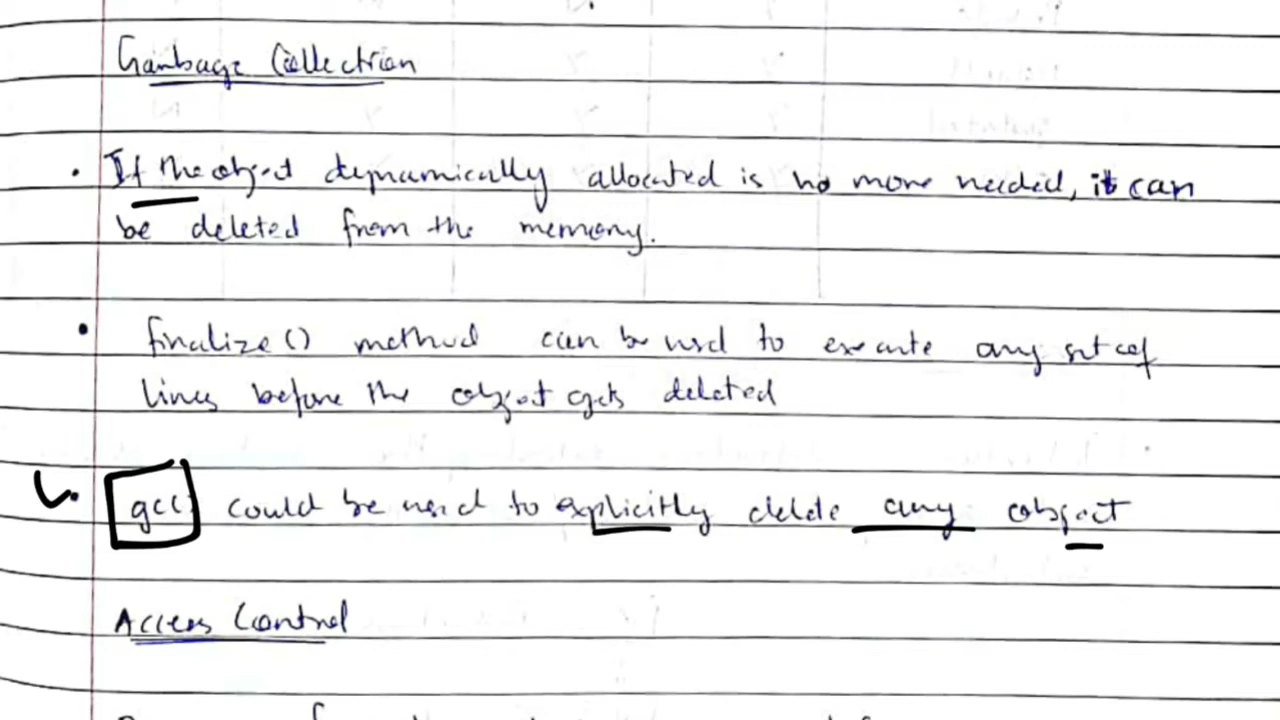 Garbage Collection
. If the object dynamically allocated is no more needed, it can
be deleted from the memory.
• finalize() method can be used to execute any set of
lines before the object gets deleted
. gc() could be used to explicitly delete any object
Access Control